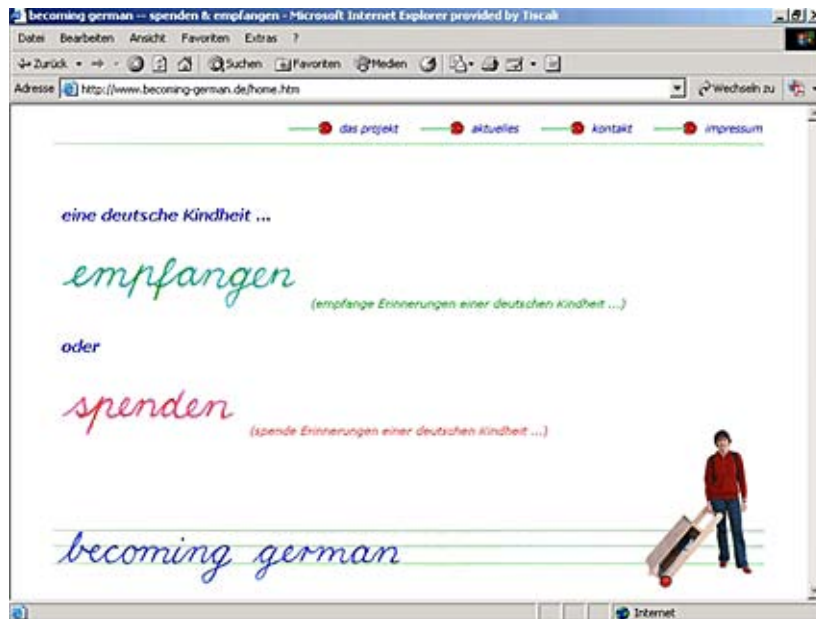 becoming german -- spenden & empfangen - Microsoft Internet Explorer provided by Tiscali
Datei Bearbeiten Ansicht Favoriten Extras ?
Zurück Suchen Favoriten Medien
Adresse http://www.becoming-german.de/home.htm Wechseln zu
das projekt aktuelles kontakt impressum
eine deutsche Kindheit ...
empfangen
(empfange Erinnerungen einer deutschen Kindheit ...)
oder
spenden
(spende Erinnerungen einer deutschen Kindheit ...)
becoming german
Internet